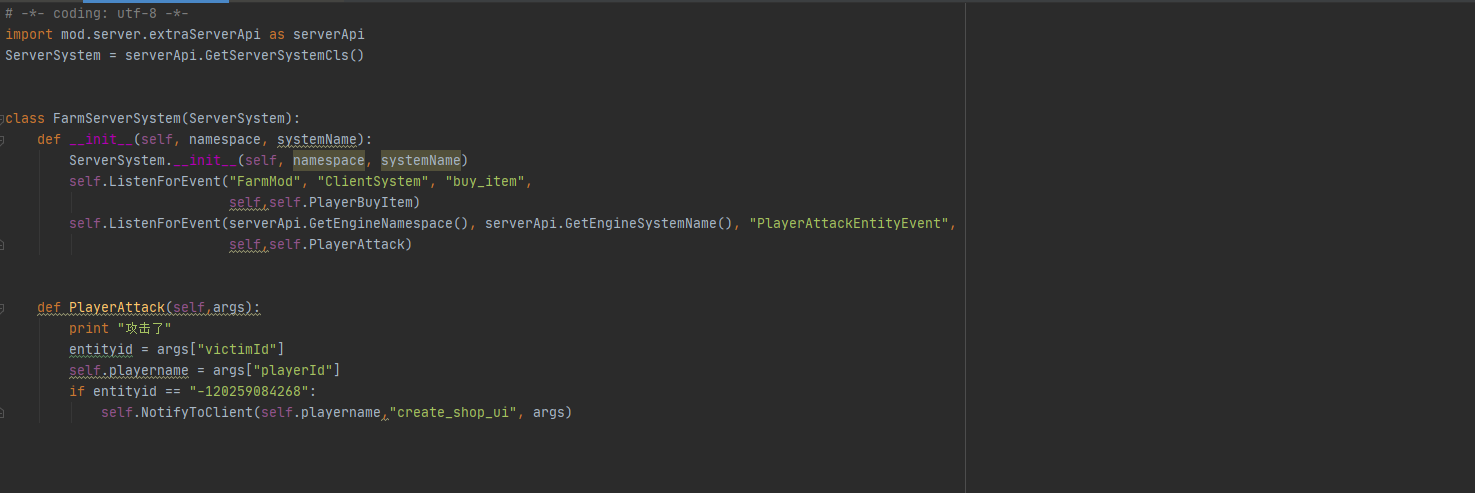 # -*- coding: utf-8 -*-
import mod.server.extraServerApi as serverApi
ServerSystem = serverApi.GetServerSystemCls()
class FarmServerSystem(ServerSystem):
    def __init__(self, namespace, systemName):
        ServerSystem.__init__(self, namespace, systemName)
        self.ListenForEvent("FarmMod", "ClientSystem", "buy_item",
                            self,self.PlayerBuyItem)
        self.ListenForEvent(serverApi.GetEngineNamespace(), serverApi.GetEngineSystemName(), "PlayerAttackEntityEvent",
                            self,self.PlayerAttack)
    def PlayerAttack(self,args):
        print "攻击了"
        entityid = args["victimId"]
        self.playername = args["playerId"]
        if entityid == "-120259084268":
            self.NotifyToClient(self.playername,"create_shop_ui", args)